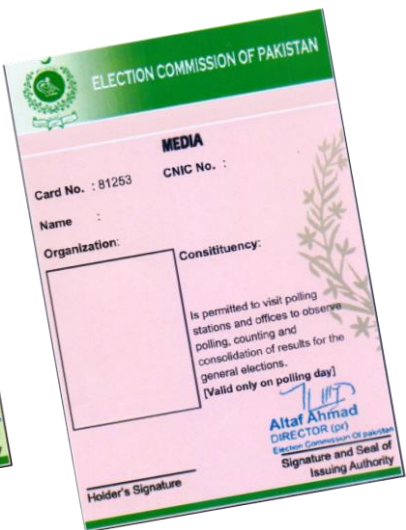 ELECTION COMMISSION OF PAKISTAN
MEDIA
Card No. : 81253
CNIC No. :
Name :
Organization:
Consitituency:
Is permitted to visit polling
stations and offices to observe
polling, counting and
consolidation of results for the
general elections.
[Valid only on polling day]
Altaf Ahmad
DIRECTOR (pr)
Election Commission Of pakistan
Signature and Seal of
Issuing Authority
Holder's Signature